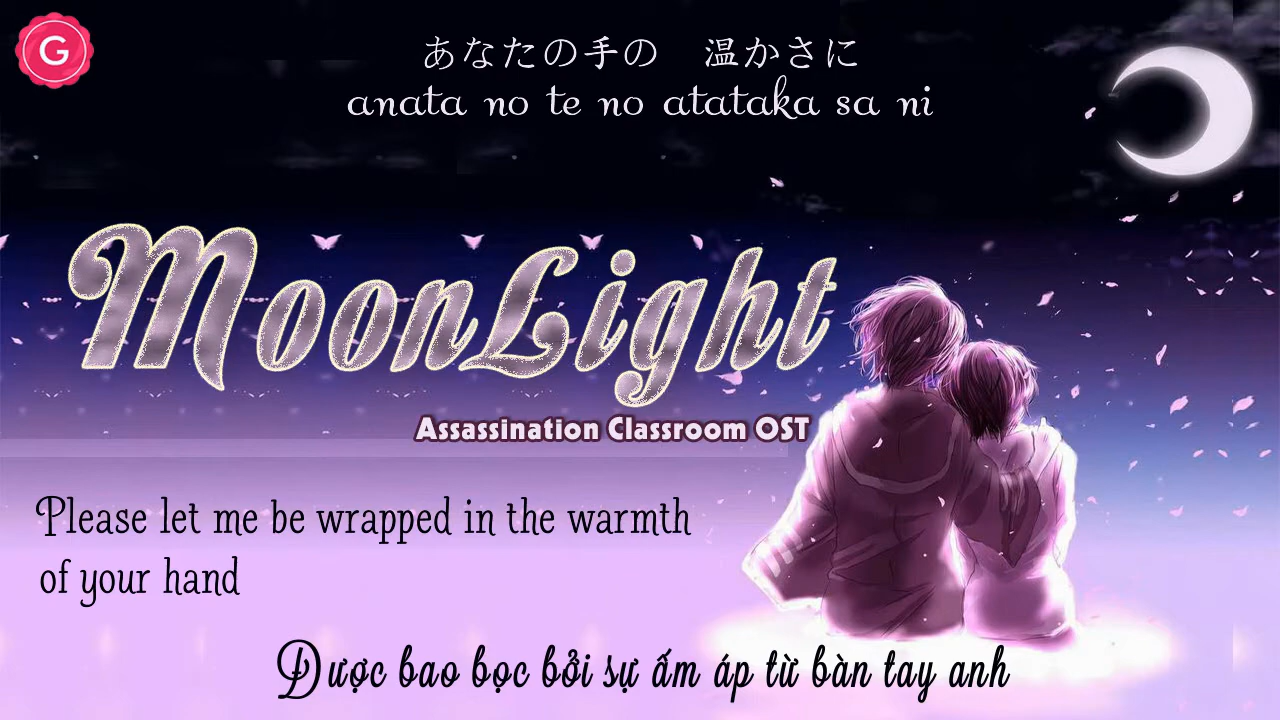 G
あなたの手の　温かさに
anata no te no atataka sa ni
MoonLight
Assassination Classroom OST
Please let me be wrapped in the warmth
of your hand
Được bao bọc bởi sự ấm áp từ bàn tay anh